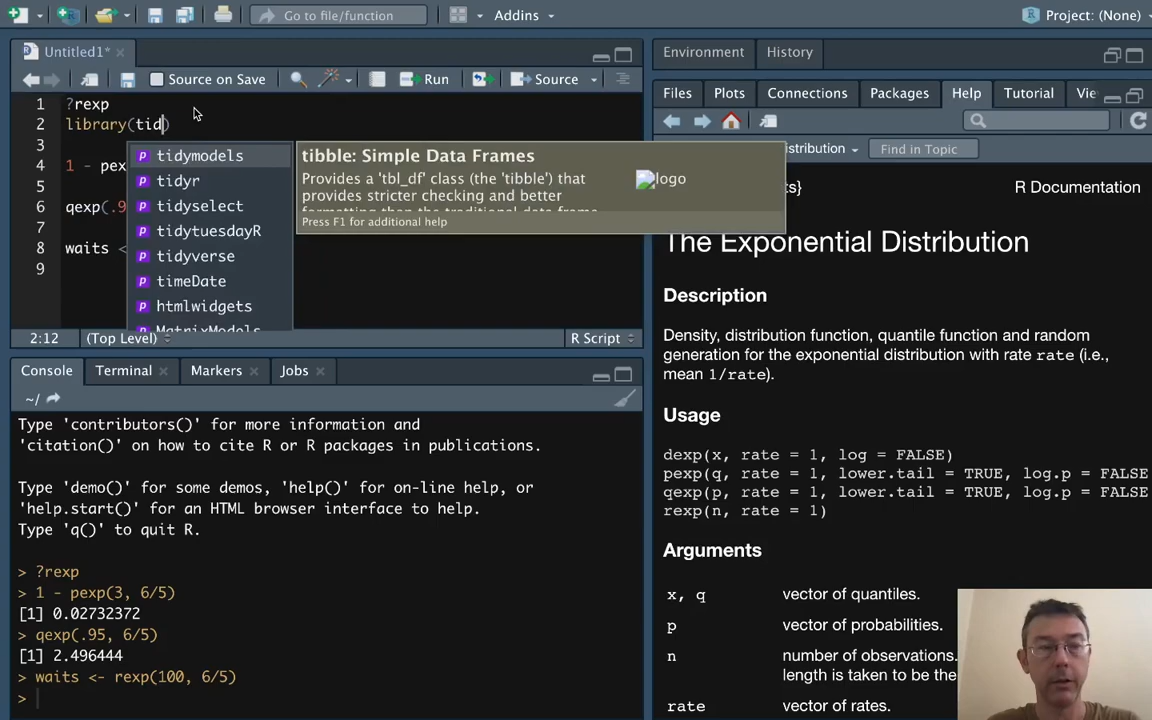 Go to file/function
Addins
Project: (None)
Untitled1*
Source on Save
Run
Source
1 ?rexp
2 library(tid)
3
4 1 - pex
5
6 qexp(.9
7
8 waits <
9
tidymodels
tidyr
tidyselect
tidytuesdayR
tidyverse
timeDate
htmlwidgets
MatrixModels
tibble: Simple Data Frames
Provides a 'tbl_df' class (the 'tibble') that
provides stricter checking and better
formatting than the traditional data frame
Press F1 for additional help
logo
2:12 (Top Level) R Script
Console Terminal Markers Jobs
~/
Type 'contributors()' for more information and
'citation()' on how to cite R or R packages in publications.
Type 'demo()' for some demos, 'help()' for on-line help, or
'help.start()' for an HTML browser interface to help.
Type 'q()' to quit R.
> ?rexp
> 1 - pexp(3, 6/5)
[1] 0.02732372
> qexp(.95, 6/5)
[1] 2.496444
> waits <- rexp(100, 6/5)
>
Environment History
Files Plots Connections Packages Help Tutorial Vie
stribution Find in Topic
s} R Documentation
The Exponential Distribution
Description
Density, distribution function, quantile function and random
generation for the exponential distribution with rate rate (i.e.,
mean 1/rate).
Usage
dexp(x, rate = 1, log = FALSE)
pexp(q, rate = 1, lower.tail = TRUE, log.p = FALSE
qexp(p, rate = 1, lower.tail = TRUE, log.p = FALSE
rexp(n, rate = 1)
Arguments
x, q vector of quantiles.
p vector of probabilities.
n number of observations.
length is taken to be the
rate vector of rates.